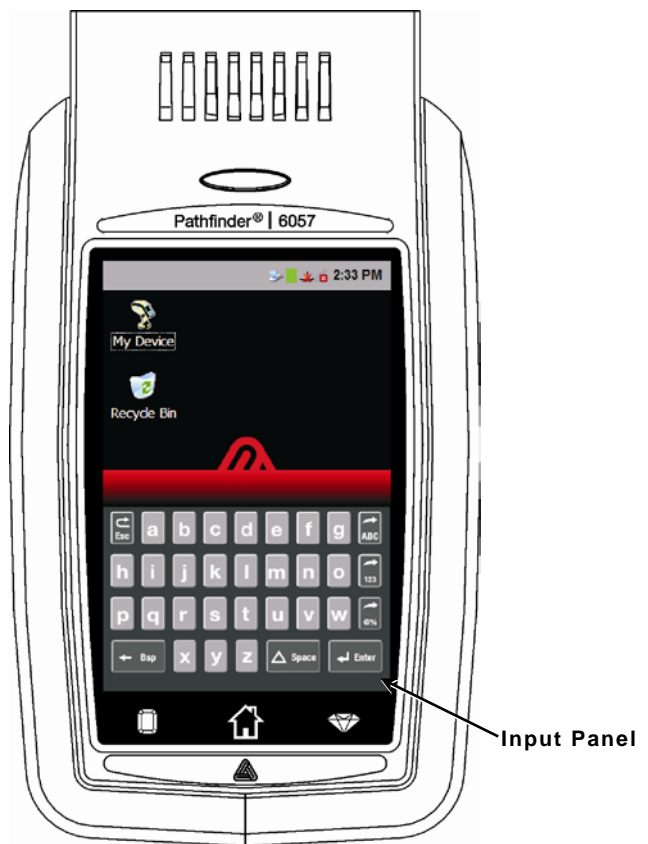 Pathfinder® | 6057
2:33 PM
My Device
Recycle Bin
Esc a b c d e f g ABC
h i j k l m n o 123
p q r s t u v w @%
Bsp x y z Space Enter
Input Panel